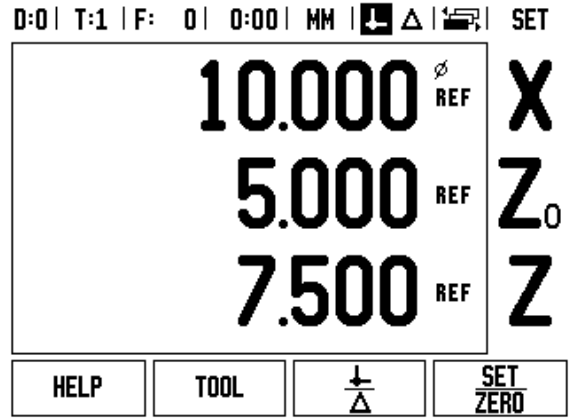 D:0 | T:1 | F: 0 | 0:00 | MM | Δ | | SET
10.000 ø REF X
5.000 REF Z0
7.500 REF Z
HELP TOOL Δ SET
ZERO